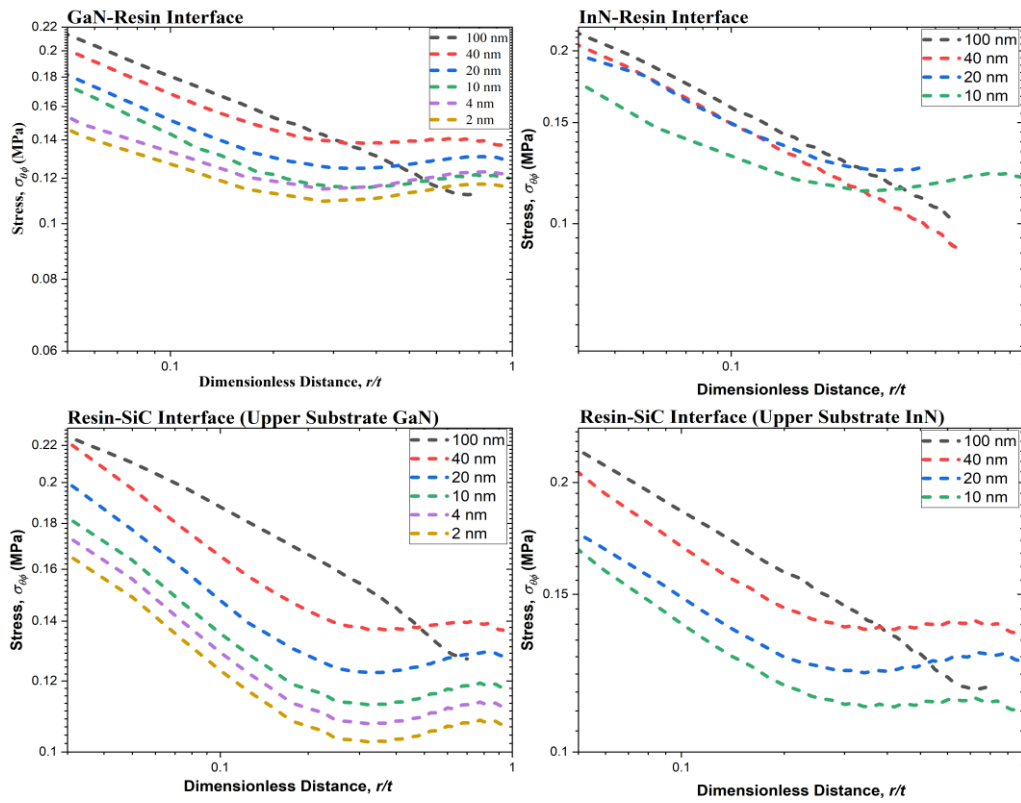 GaN-Resin Interface
0.22
0.2
0.18
0.16
0.14
0.12
0.1
0.08
0.06
0.1
1
Stress, σθϕ (MPa)
Dimensionless Distance, r/t
100 nm
40 nm
20 nm
10 nm
4 nm
2 nm
InN-Resin Interface
0.2
0.15
0.1
0.1
Stress, σθϕ (MPa)
Dimensionless Distance, r/t
100 nm
40 nm
20 nm
10 nm
Resin-SiC Interface (Upper Substrate GaN)
0.22
0.2
0.18
0.16
0.14
0.12
0.1
0.1
1
Stress, σθϕ (MPa)
Dimensionless Distance, r/t
100 nm
40 nm
20 nm
10 nm
4 nm
2 nm
Resin-SiC Interface (Upper Substrate InN)
0.2
0.15
0.1
0.1
Stress, σθϕ (MPa)
Dimensionless Distance, r/t
100 nm
40 nm
20 nm
10 nm